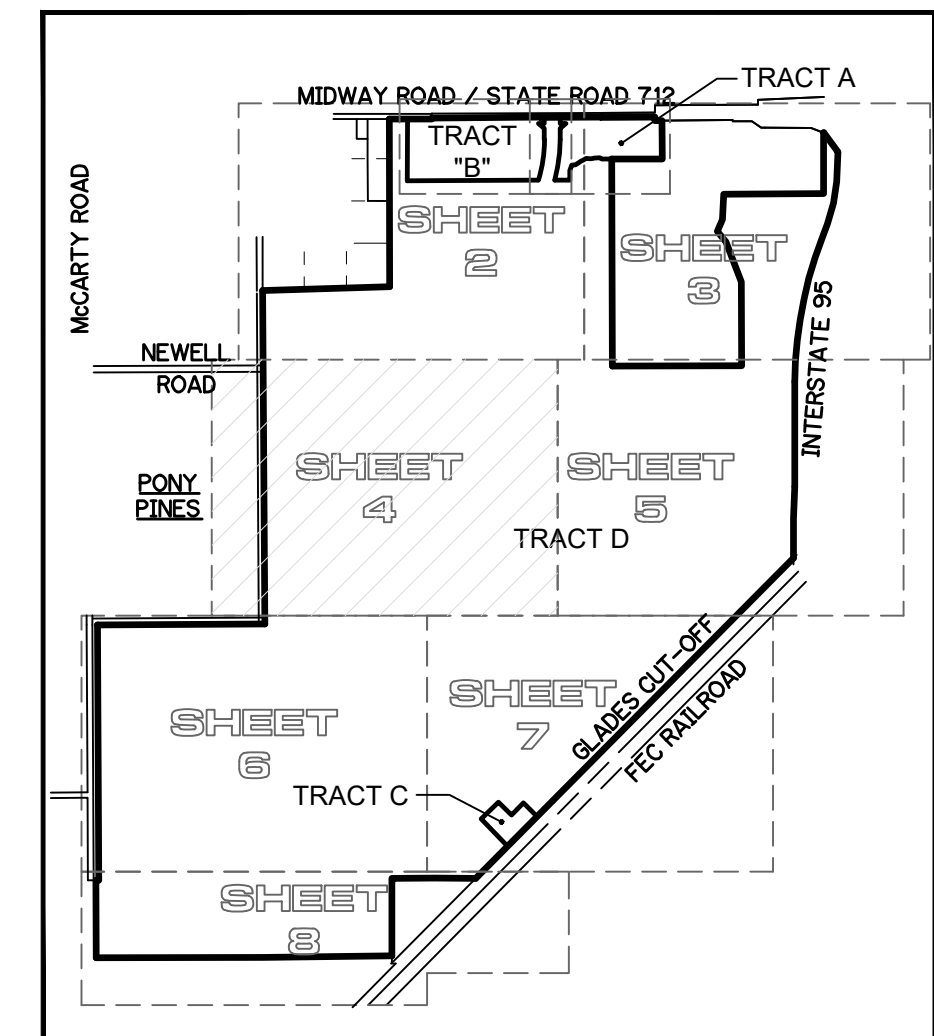 TRACT A
MIDWAY ROAD / STATE ROAD 712
TRACT
"B"
McCARTY ROAD
SHEET
2
SHEET
3
INTERSTATE 95
NEWELL
ROAD
SHEET
4
SHEET
5
PONY
PINES
TRACT D
GLADES CUT-OFF
FEC RAILROAD
SHEET
6
SHEET
7
TRACT C
SHEET
8